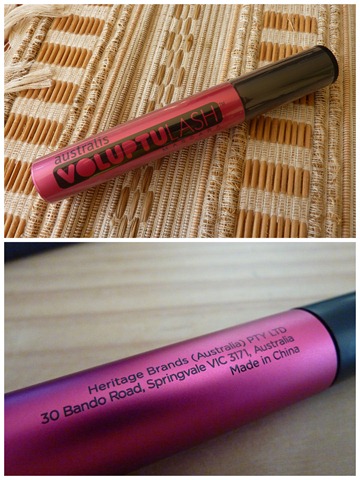 australis
VOLUPTULASH
Heritage Brands (Australia) PTY LTD
30 Bando Road, Springvale VIC 3171, Australia
Made in China